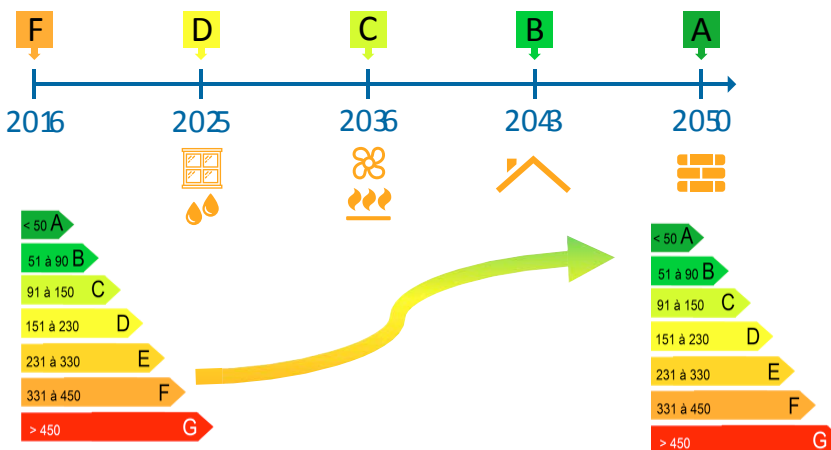 F D C B A
2016 2025 2036 2043 2050
< 50 A
51 à 90 B
91 à 150 C
151 à 230 D
231 à 330 E
331 à 450 F
> 450 G
< 50 A
51 à 90 B
91 à 150 C
151 à 230 D
231 à 330 E
331 à 450 F
> 450 G